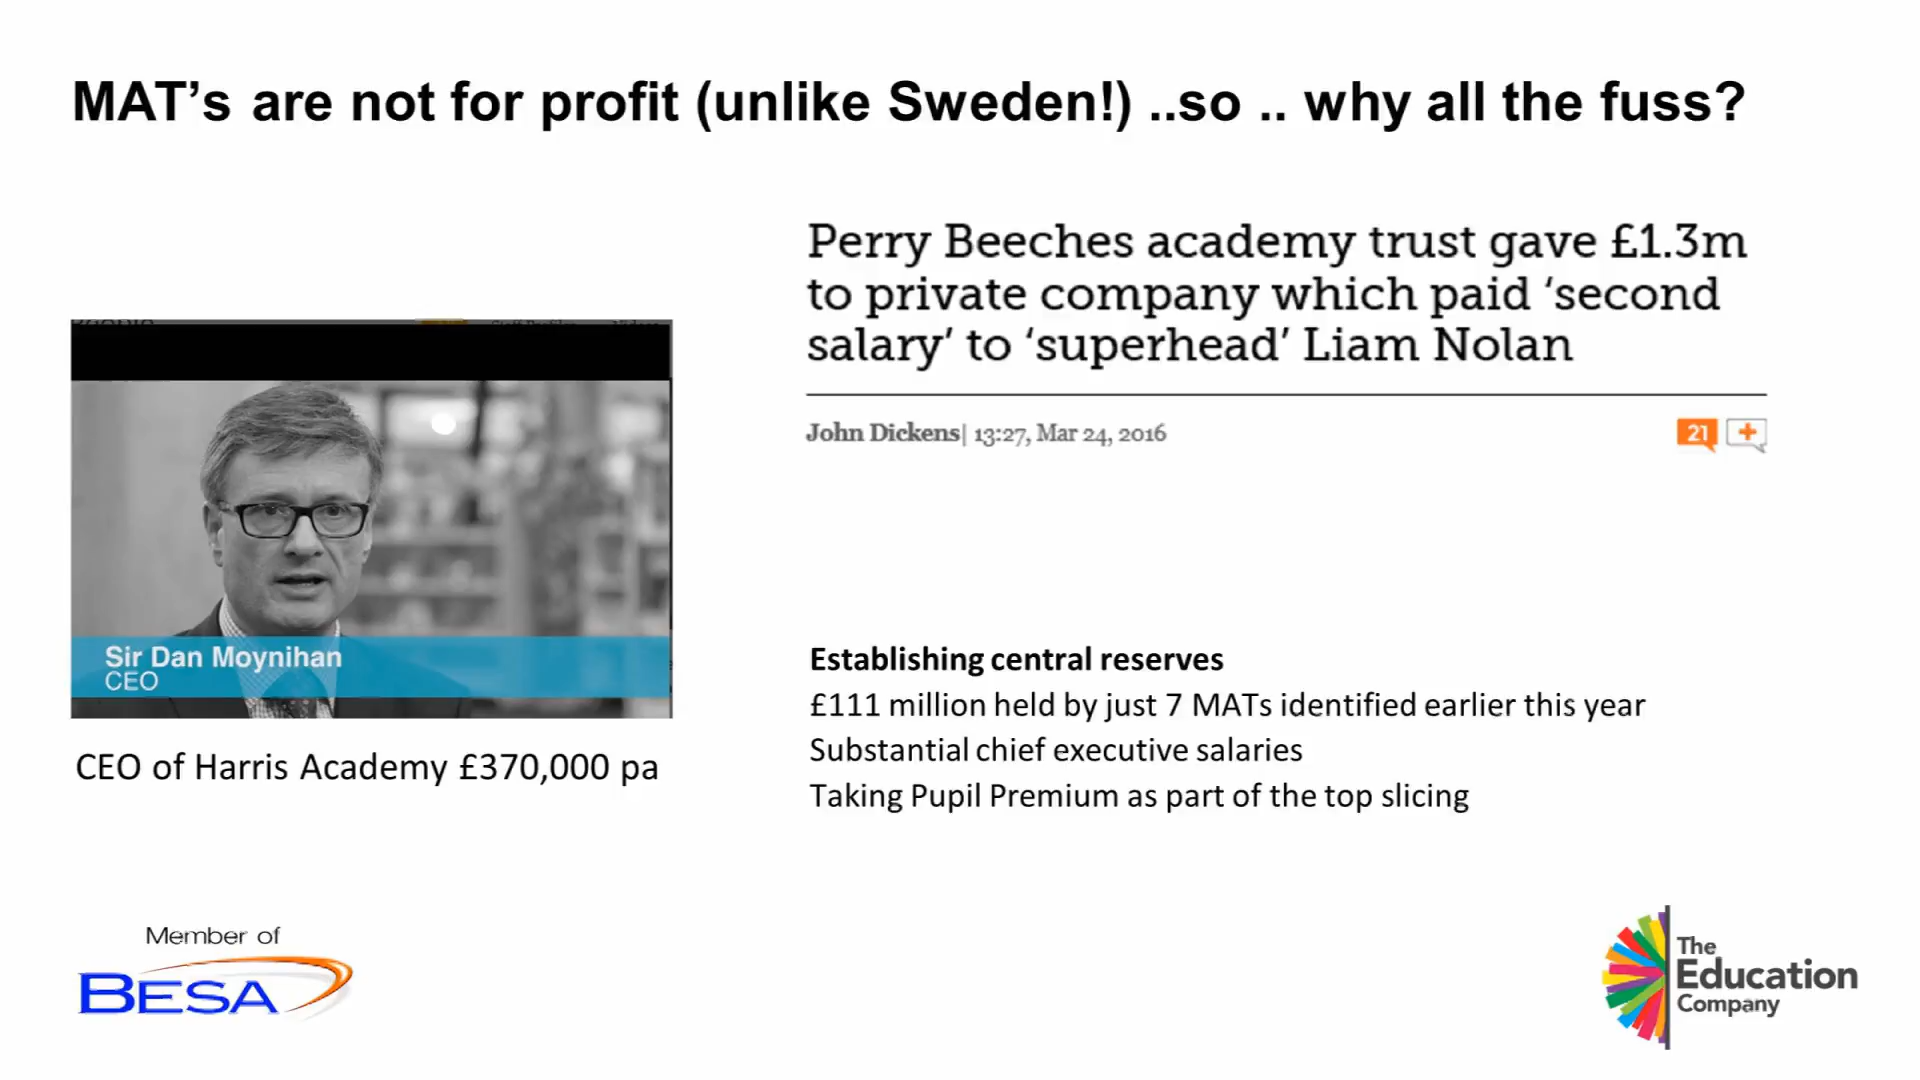 MAT’s are not for profit (unlike Sweden!) ..so .. why all the fuss?
Perry Beeches academy trust gave £1.3m
to private company which paid ‘second
salary’ to ‘superhead’ Liam Nolan
John Dickens| 13:27, Mar 24, 2016
21
Sir Dan Moynihan
CEO
CEO of Harris Academy £370,000 pa
Establishing central reserves
£111 million held by just 7 MATs identified earlier this year
Substantial chief executive salaries
Taking Pupil Premium as part of the top slicing
Member of
BESA
The
Education
Company